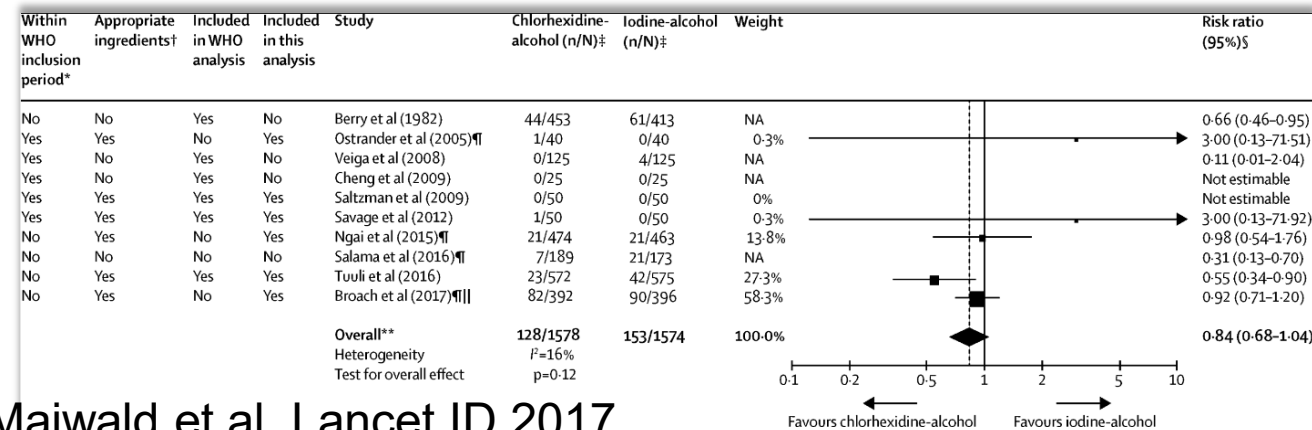 Within WHO inclusion period* Appropriate ingredients† Included in WHO analysis Included in this analysis Study Chlorhexidine-alcohol (n/N)‡ Iodine-alcohol (n/N)‡ Weight Risk ratio (95%)§
No No Yes No Berry et al (1982) 44/453 61/413 NA 0·66 (0·46–0·95)
Yes Yes No Yes Ostrander et al (2005)¶ 1/40 0/40 0·3% 3·00 (0·13–71·51)
Yes No Yes No Veiga et al (2008) 0/125 4/125 NA 0·11 (0·01–2·04)
Yes No Yes No Cheng et al (2009) 0/25 0/25 NA Not estimable
Yes Yes Yes Yes Saltzman et al (2009) 0/50 0/50 0% Not estimable
Yes Yes Yes Yes Savage et al (2012) 1/50 0/50 0·3% 3·00 (0·13–71·92)
No Yes No Yes Ngai et al (2015)¶ 21/474 21/463 13·8% 0·98 (0·54–1·76)
No No No No Salama et al (2016)¶ 7/189 21/173 NA 0·31 (0·13–0·70)
No Yes Yes Yes Tuuli et al (2016) 23/572 42/575 27·3% 0·55 (0·34–0·90)
No Yes No Yes Broach et al (2017)¶|| 82/392 90/396 58·3% 0·92 (0·71–1·20)
Overall** 128/1578 153/1574 100·0% 0·84 (0·68–1·04)
Heterogeneity I²=16%
Test for overall effect p=0·12
0·1 0·2 0·5 1 2 5 10
Favours chlorhexidine-alcohol Favours iodine-alcohol
Maiwald et al. Lancet ID 2017